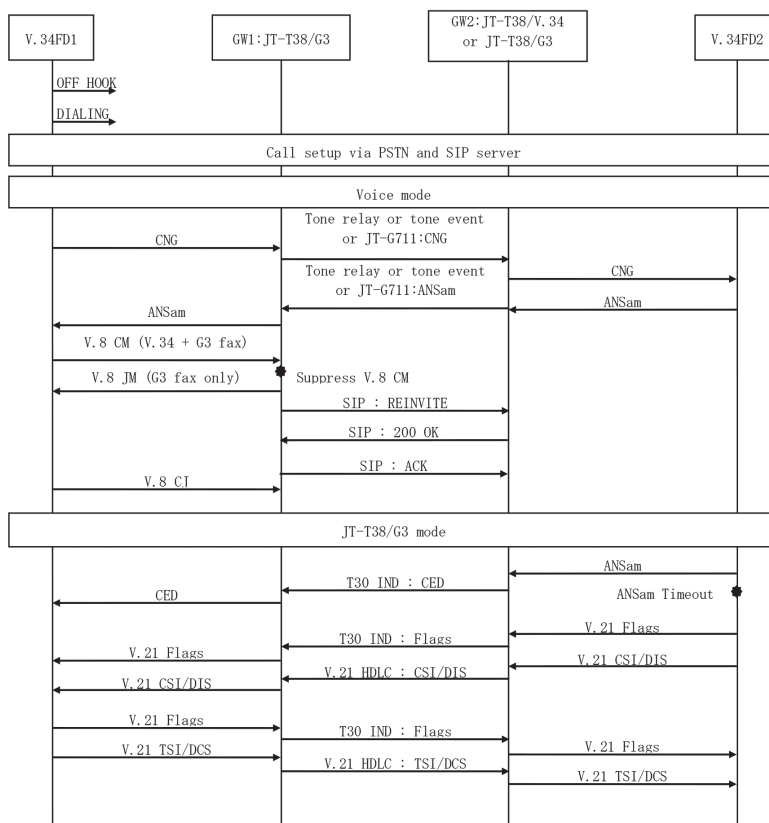 V.34FD1
GW1:JT-T38/G3
GW2:JT-T38/V.34
or JT-T38/G3
V.34FD2
OFF HOOK
DIALING
Call setup via PSTN and SIP server
Voice mode
Tone relay or tone event
or JT-G711:CNG
CNG
CNG
Tone relay or tone event
or JT-G711:ANSam
ANSam
ANSam
V.8 CM (V.34 + G3 fax)
V.8 JM (G3 fax only)
Suppress V.8 CM
SIP : REINVITE
SIP : 200 OK
SIP : ACK
V.8 CJ
JT-T38/G3 mode
ANSam
T30 IND : CED
CED
ANSam Timeout
V.21 Flags
T30 IND : Flags
V.21 Flags
V.21 CSI/DIS
V.21 HDLC : CSI/DIS
V.21 CSI/DIS
V.21 Flags
T30 IND : Flags
V.21 Flags
V.21 TSI/DCS
V.21 HDLC : TSI/DCS
V.21 TSI/DCS